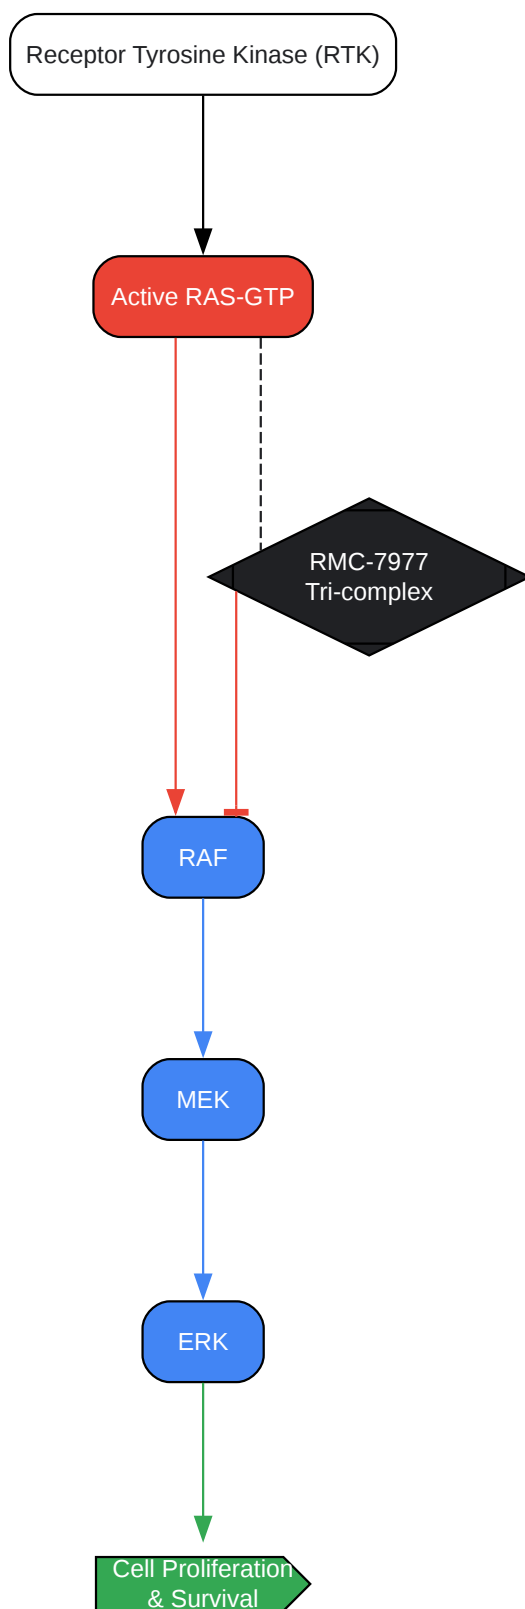 Receptor Tyrosine Kinase (RTK)
Active RAS-GTP
RMC-7977
Tri-complex
RAF
MEK
ERK
Cell Proliferation
& Survival